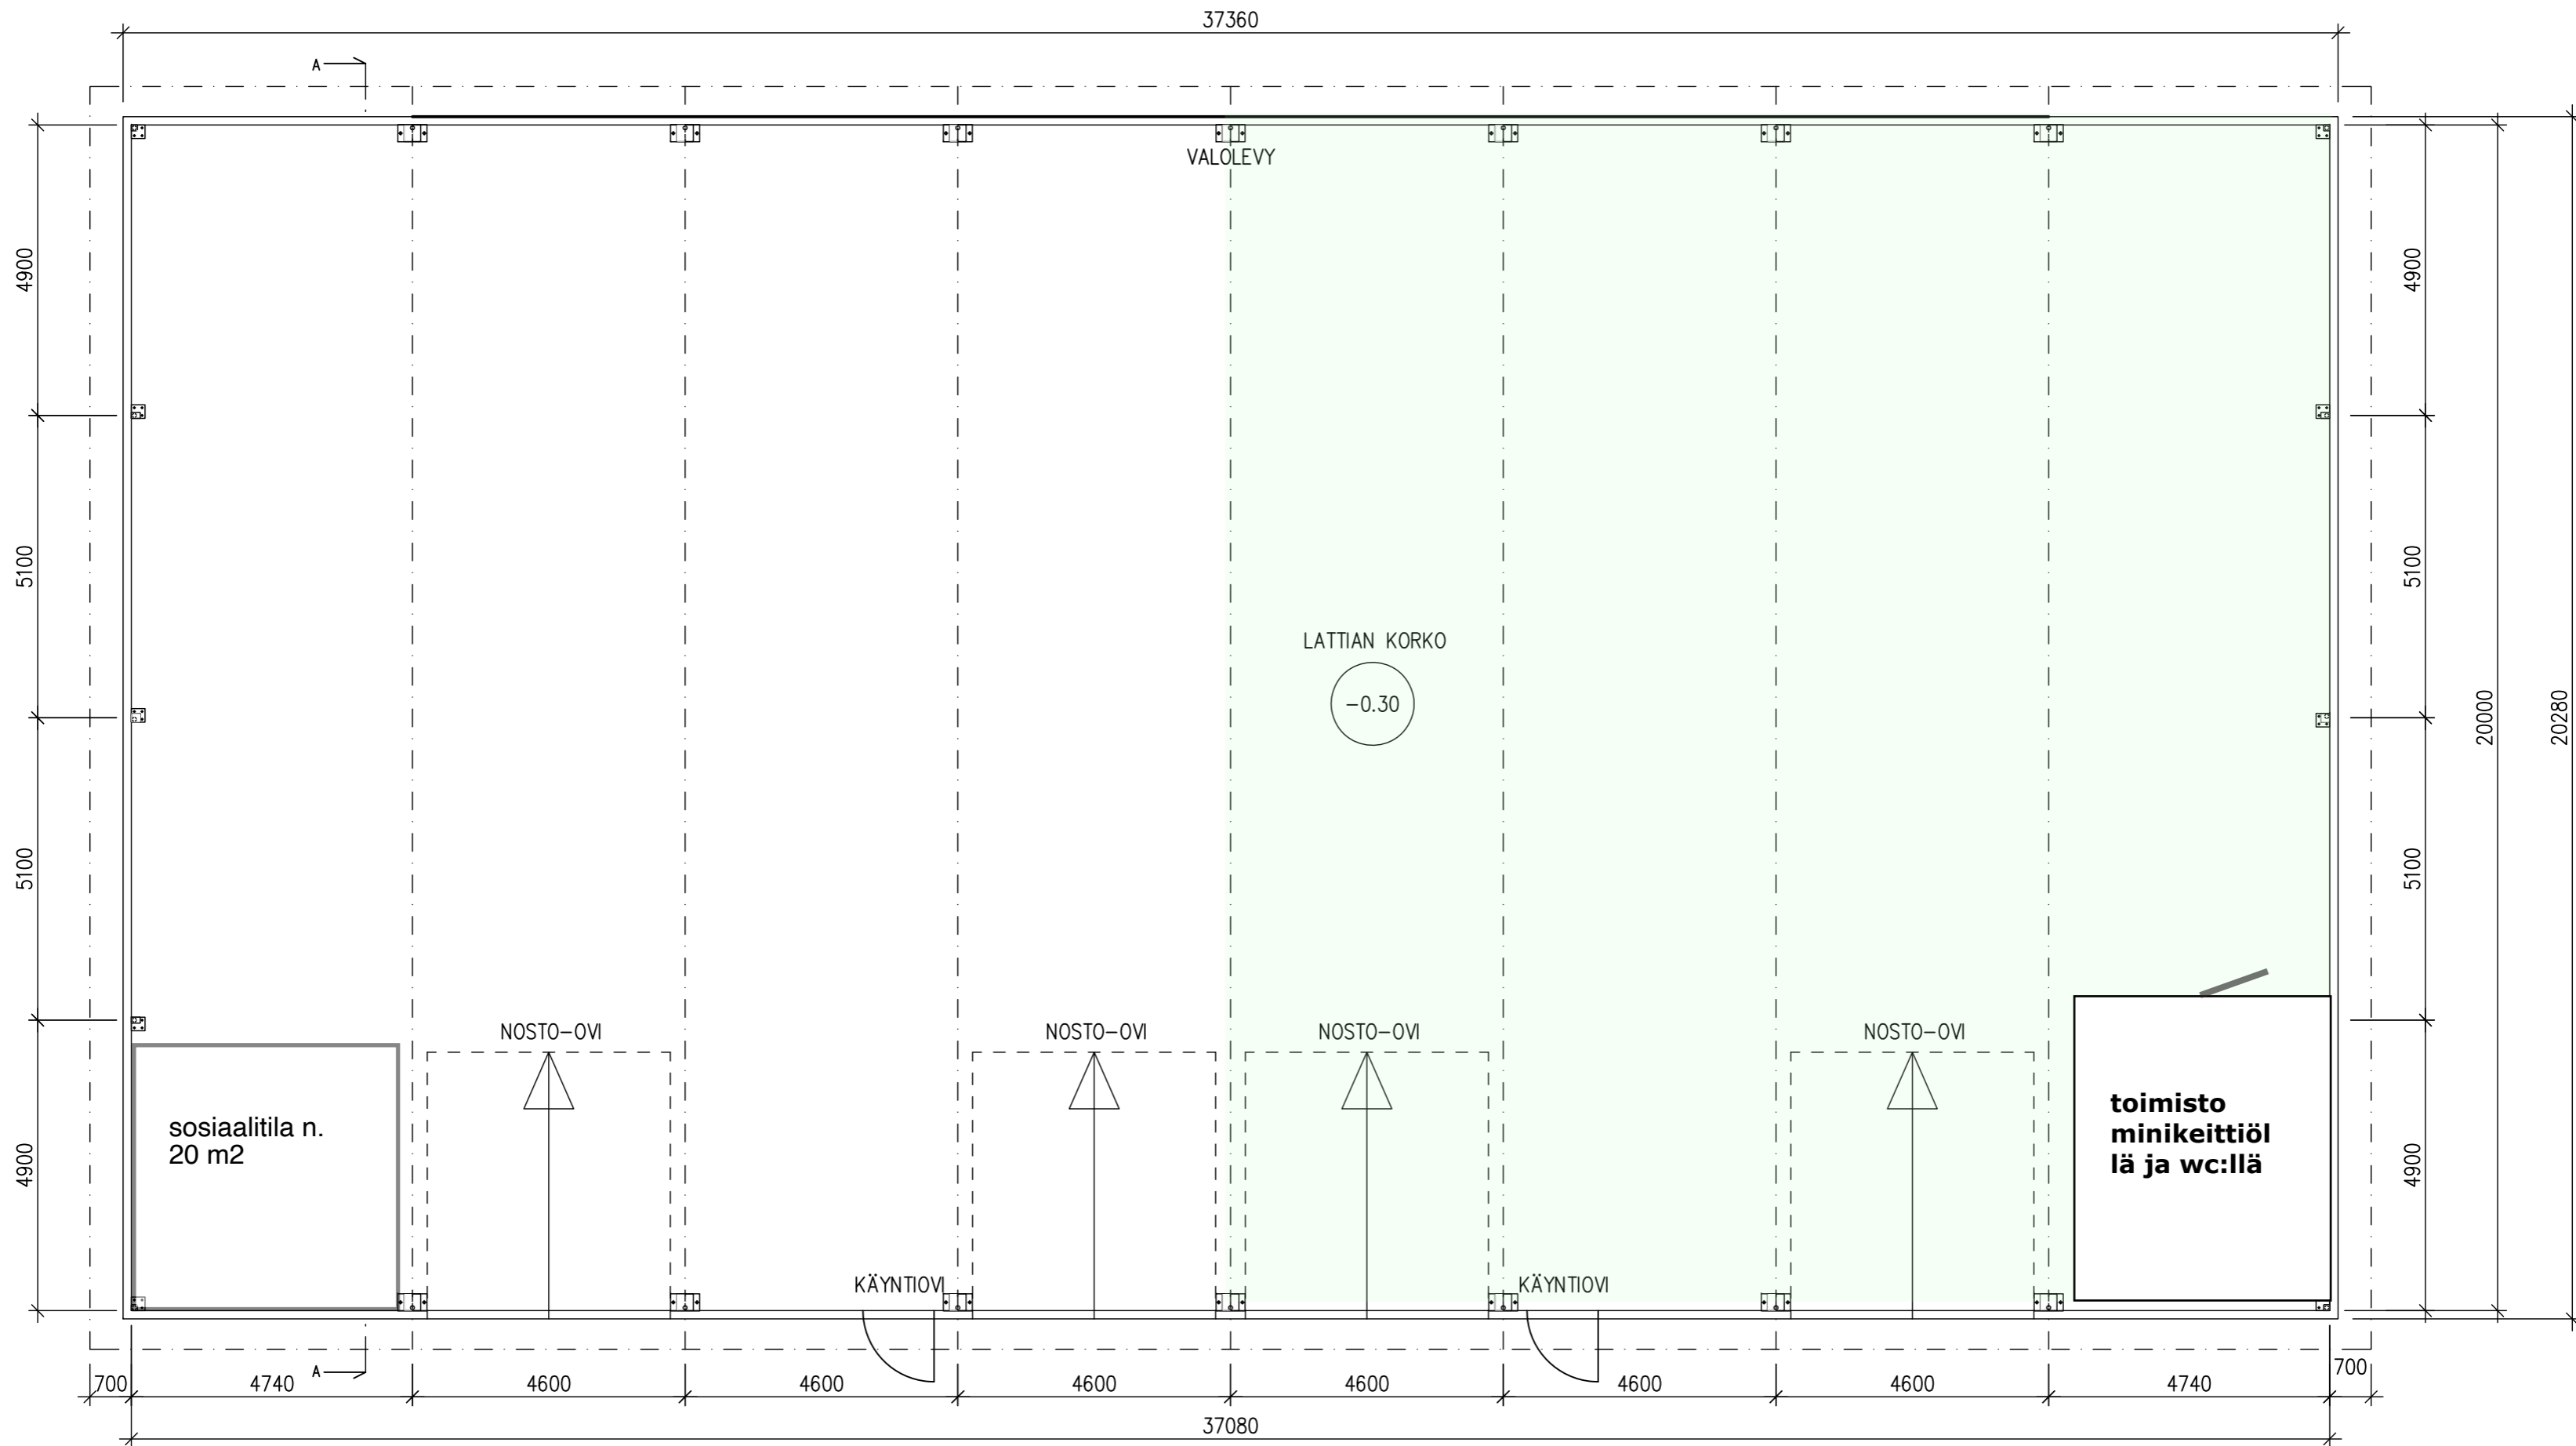 37360
A
VALOLEVY
4900
4900
5100
5100
LATTIAN KORKO
-0.30
20000
20280
5100
5100
NOSTO-OVI
NOSTO-OVI
NOSTO-OVI
NOSTO-OVI
sosiaalitila n.
20 m2
toimisto
minikeittiöl
lä ja wc:llä
4900
4900
KÄYNTIOVI
KÄYNTIOVI
A
700
4740
4600
4600
4600
4600
4600
4600
4740
700
37080